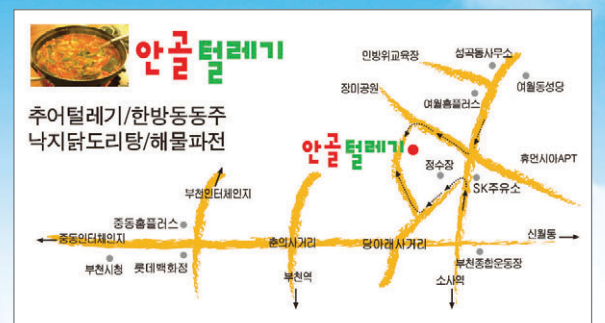 안골털레기
추어털레기/한방동동주
낙지닭도리탕/해물파전
민방위교육장
성곡동사무소
여월동성당
장미공원
여월홈플러스
안골털레기
정수장
휴먼시아APT
SK주유소
부천인터체인지
중동홈플러스
중동인터체인지
춘의사거리
당아래사거리
신월동
부천시청
롯데백화점
부천역
부천종합운동장
소사역